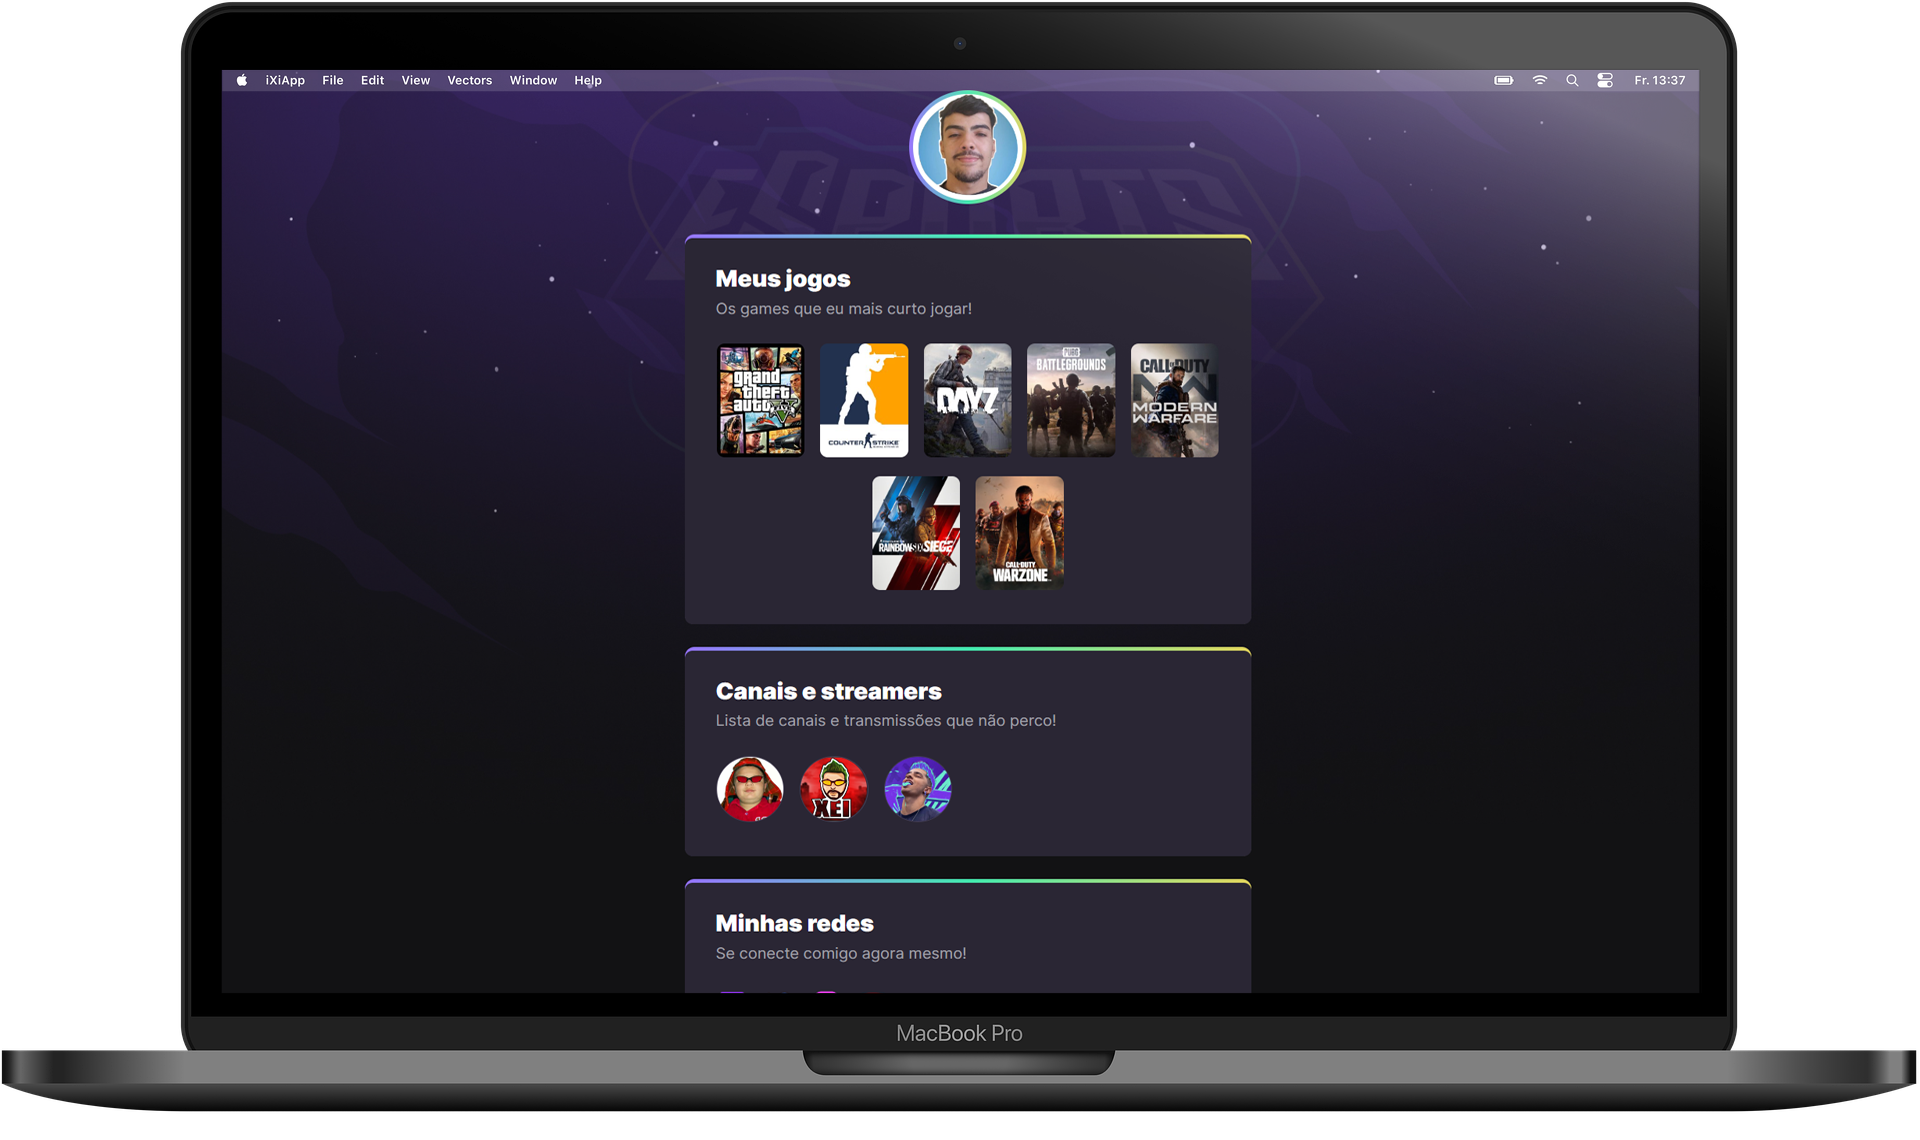 iXiApp File Edit View Vectors Window Help Fr. 13:37
ESPORTS
Meus jogos
Os games que eu mais curto jogar!
grand
theft
auto
V
COUNTER STRIKE
DAYZ
PUBG
BATTLEGROUNDS
CALL OF DUTY
MW
MODERN
WARFARE
RAINBOW SIX SIEGE
CALL OF DUTY
WARZONE
Canais e streamers
Lista de canais e transmissões que não perco!
XEI
Minhas redes
Se conecte comigo agora mesmo!
MacBook Pro